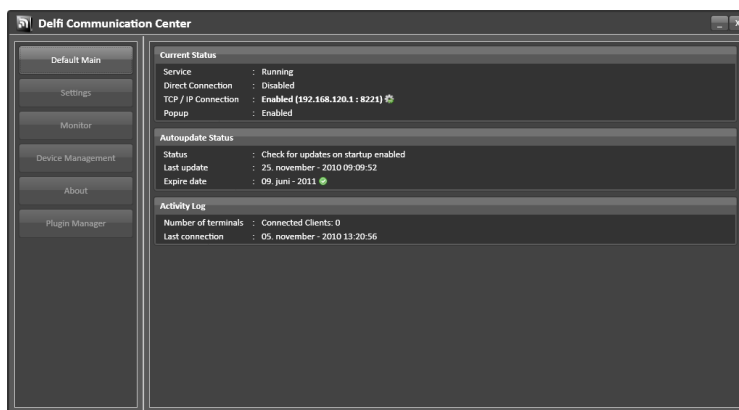 Delfi Communication Center
Default Main
Settings
Monitor
Device Management
About
Plugin Manager
Current Status
Service : Running
Direct Connection : Disabled
TCP / IP Connection : Enabled (192.168.120.1 : 8221)
Popup : Enabled
Autoupdate Status
Status : Check for updates on startup enabled
Last update : 25. november - 2010 09:09:52
Expire date : 09. juni - 2011
Activity Log
Number of terminals : Connected Clients: 0
Last connection : 05. november - 2010 13:20:56